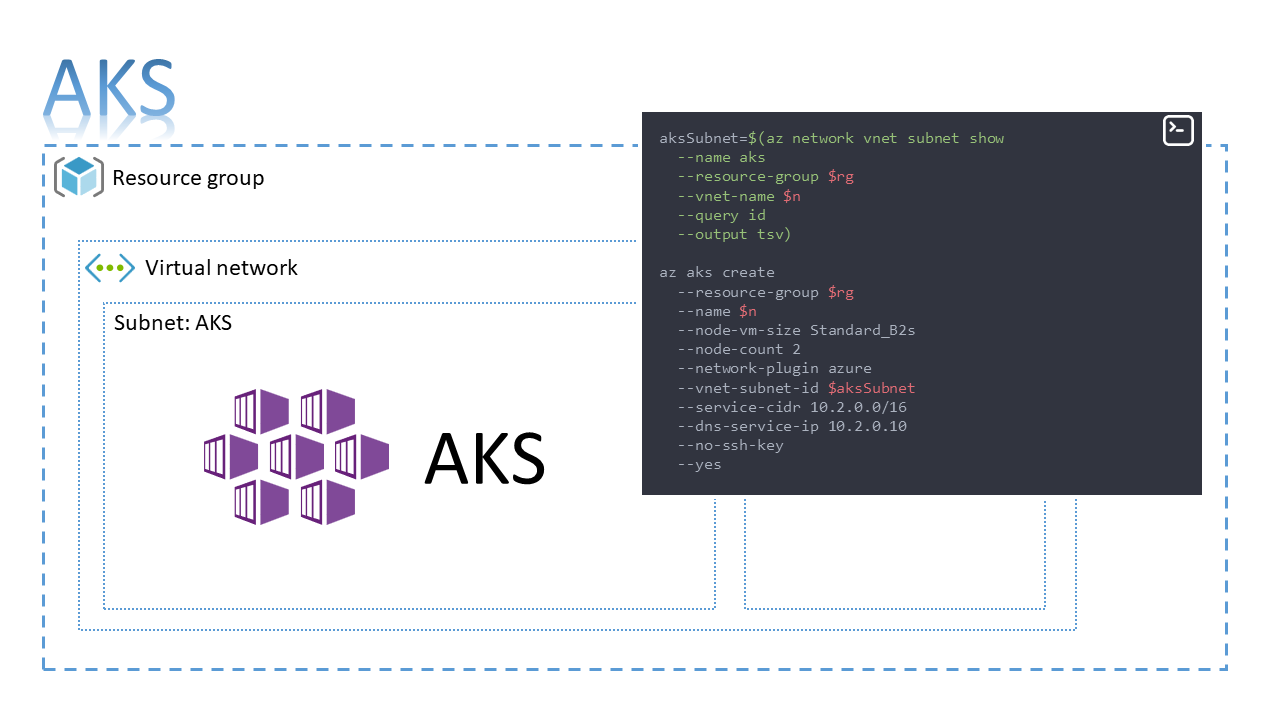 AKS
Resource group
Virtual network
Subnet: AKS
AKS
aksSubnet=$(az network vnet subnet show
  --name aks
  --resource-group $rg
  --vnet-name $n
  --query id
  --output tsv)

az aks create
  --resource-group $rg
  --name $n
  --node-vm-size Standard_B2s
  --node-count 2
  --network-plugin azure
  --vnet-subnet-id $aksSubnet
  --service-cidr 10.2.0.0/16
  --dns-service-ip 10.2.0.10
  --no-ssh-key
  --yes